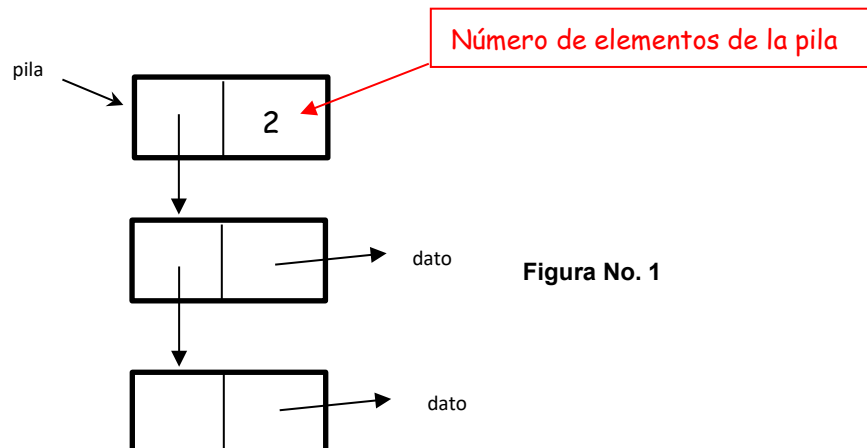 Número de elementos de la pila
pila
2
dato
Figura No. 1
dato